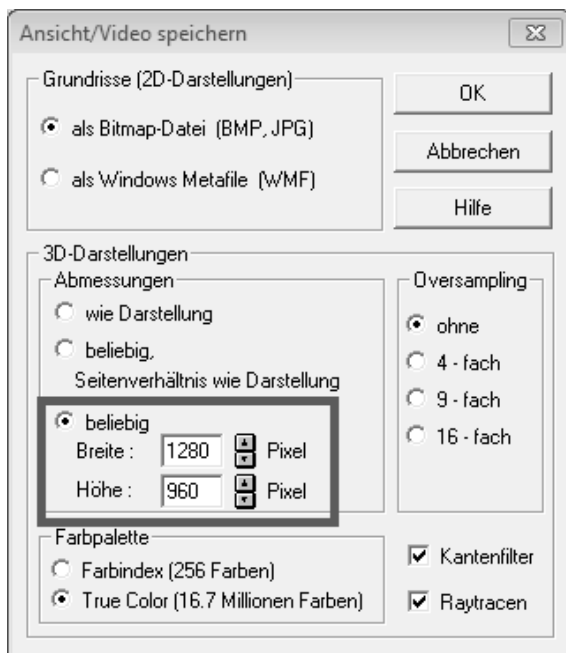 Ansicht/Video speichern
Grundrisse (2D-Darstellungen)
als Bitmap-Datei (BMP, JPG)
als Windows Metafile (WMF)
OK
Abbrechen
Hilfe
3D-Darstellungen
Abmessungen
wie Darstellung
beliebig,
Seitenverhältnis wie Darstellung
beliebig
Breite : 1280 Pixel
Höhe : 960 Pixel
Oversampling
ohne
4 - fach
9 - fach
16 - fach
Farbpalette
Farbindex (256 Farben)
True Color (16.7 Millionen Farben)
Kantenfilter
Raytracen